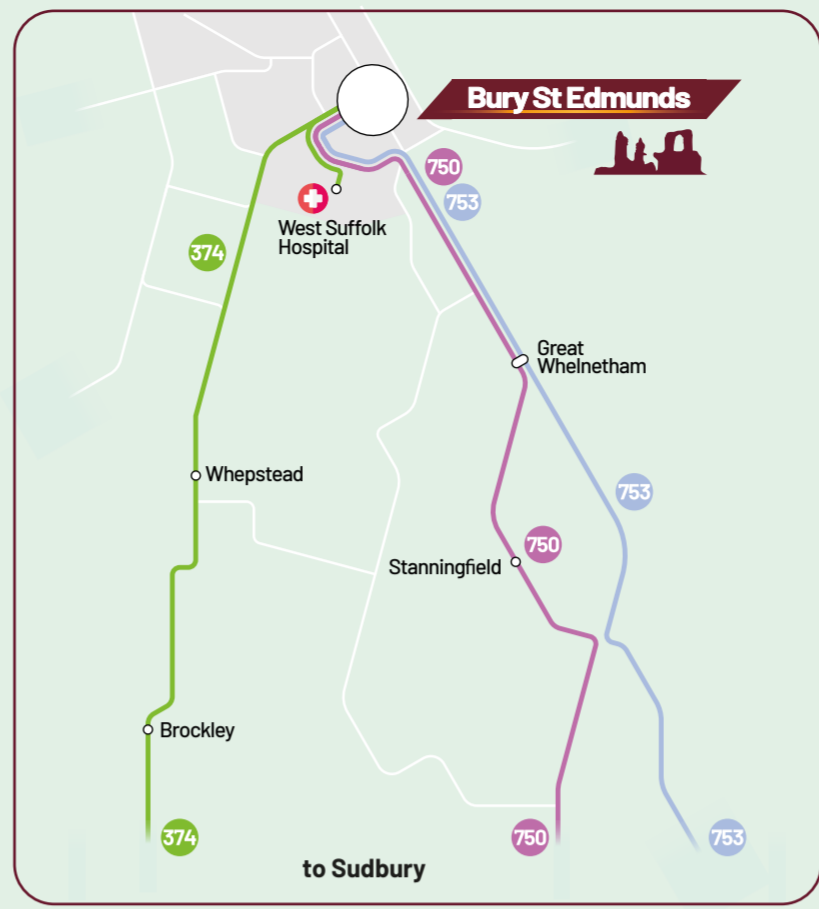 Bury St Edmunds
750
753
West Suffolk
Hospital
374
Great
Whelnetham
Whepstead
753
750
Stanningfield
Brockley
374
750
753
to Sudbury